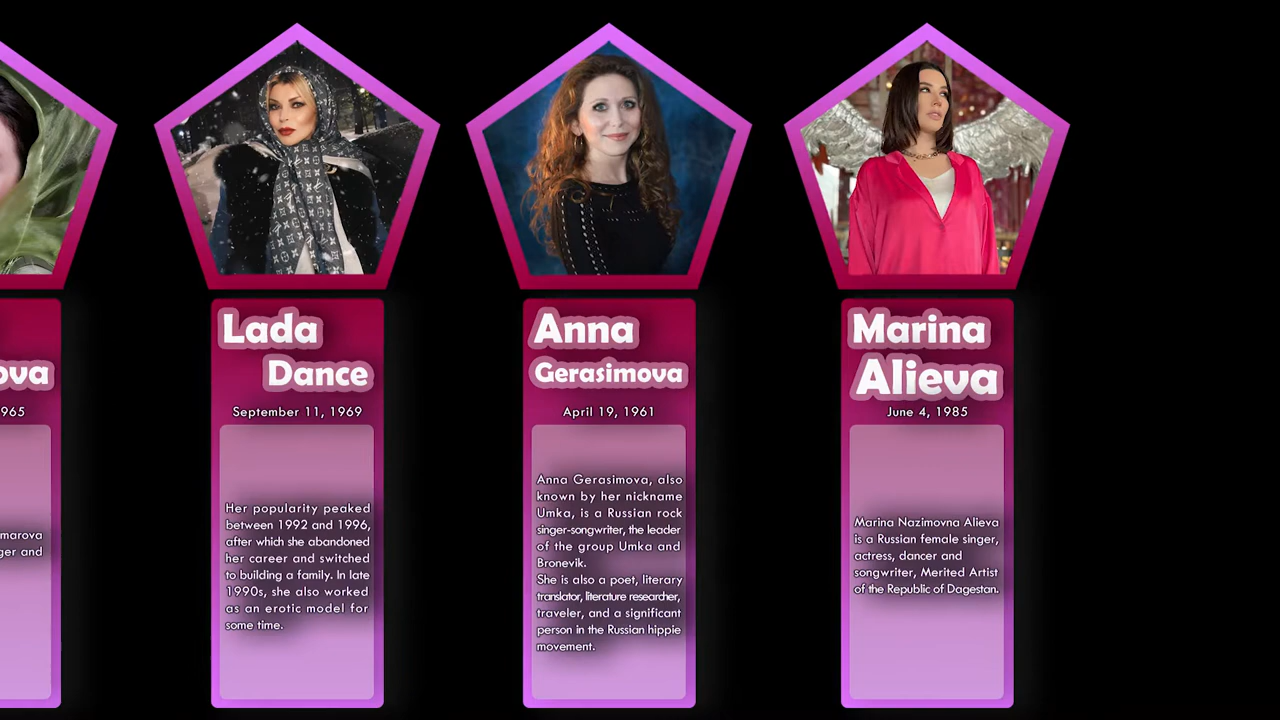 ova
965
marova
ger and
Lada
Dance
September 11, 1969
Her popularity peaked
between 1992 and 1996,
after which she abandoned
her career and switched
to building a family. In late
1990s, she also worked
as an erotic model for
some time.
Anna
Gerasimova
April 19, 1961
Anna Gerasimova, also
known by her nickname
Umka, is a Russian rock
singer-songwriter, the leader
of the group Umka and
Bronevik.
She is also a poet, literary
translator, literature researcher,
traveler, and a significant
person in the Russian hippie
movement.
Marina
Alieva
June 4, 1985
Marina Nazimovna Alieva
is a Russian female singer,
actress, dancer and
songwriter, Merited Artist
of the Republic of Dagestan.